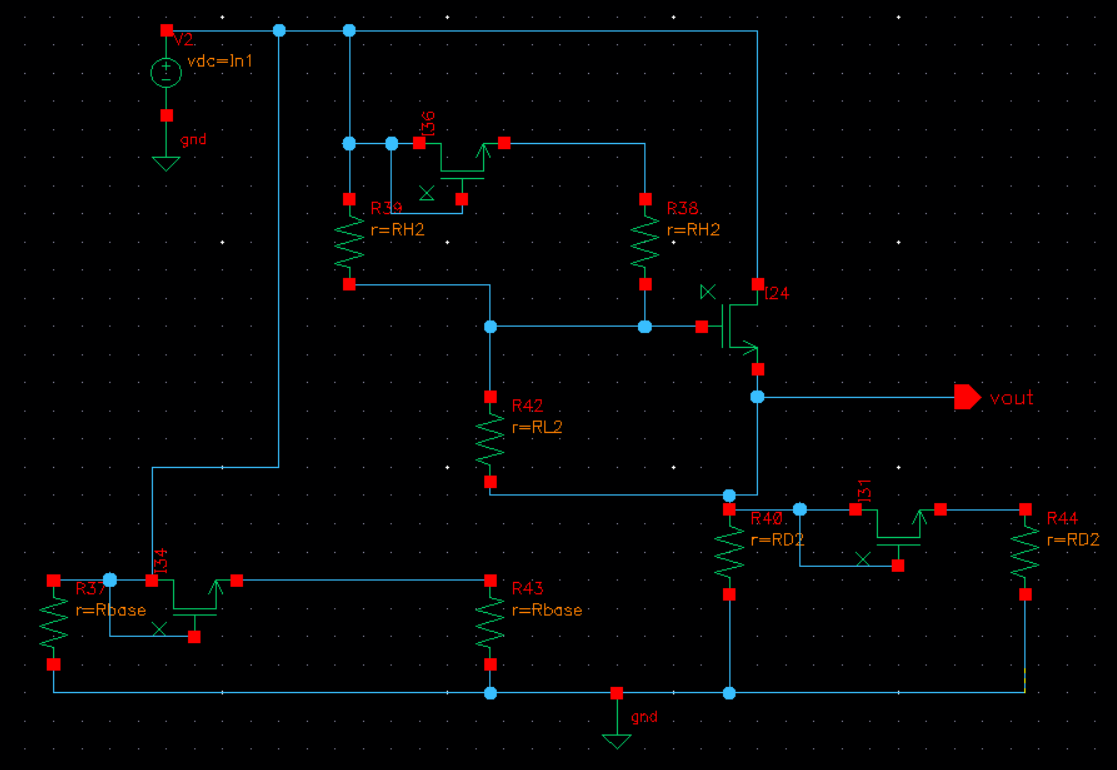 V2
vdc=In1
gnd
I36
R39
r=RH2
R38
r=RH2
I24
vout
R42
r=RL2
I31
R40
r=RD2
R44
r=RD2
I34
R37
r=Rbase
R43
r=Rbase
gnd